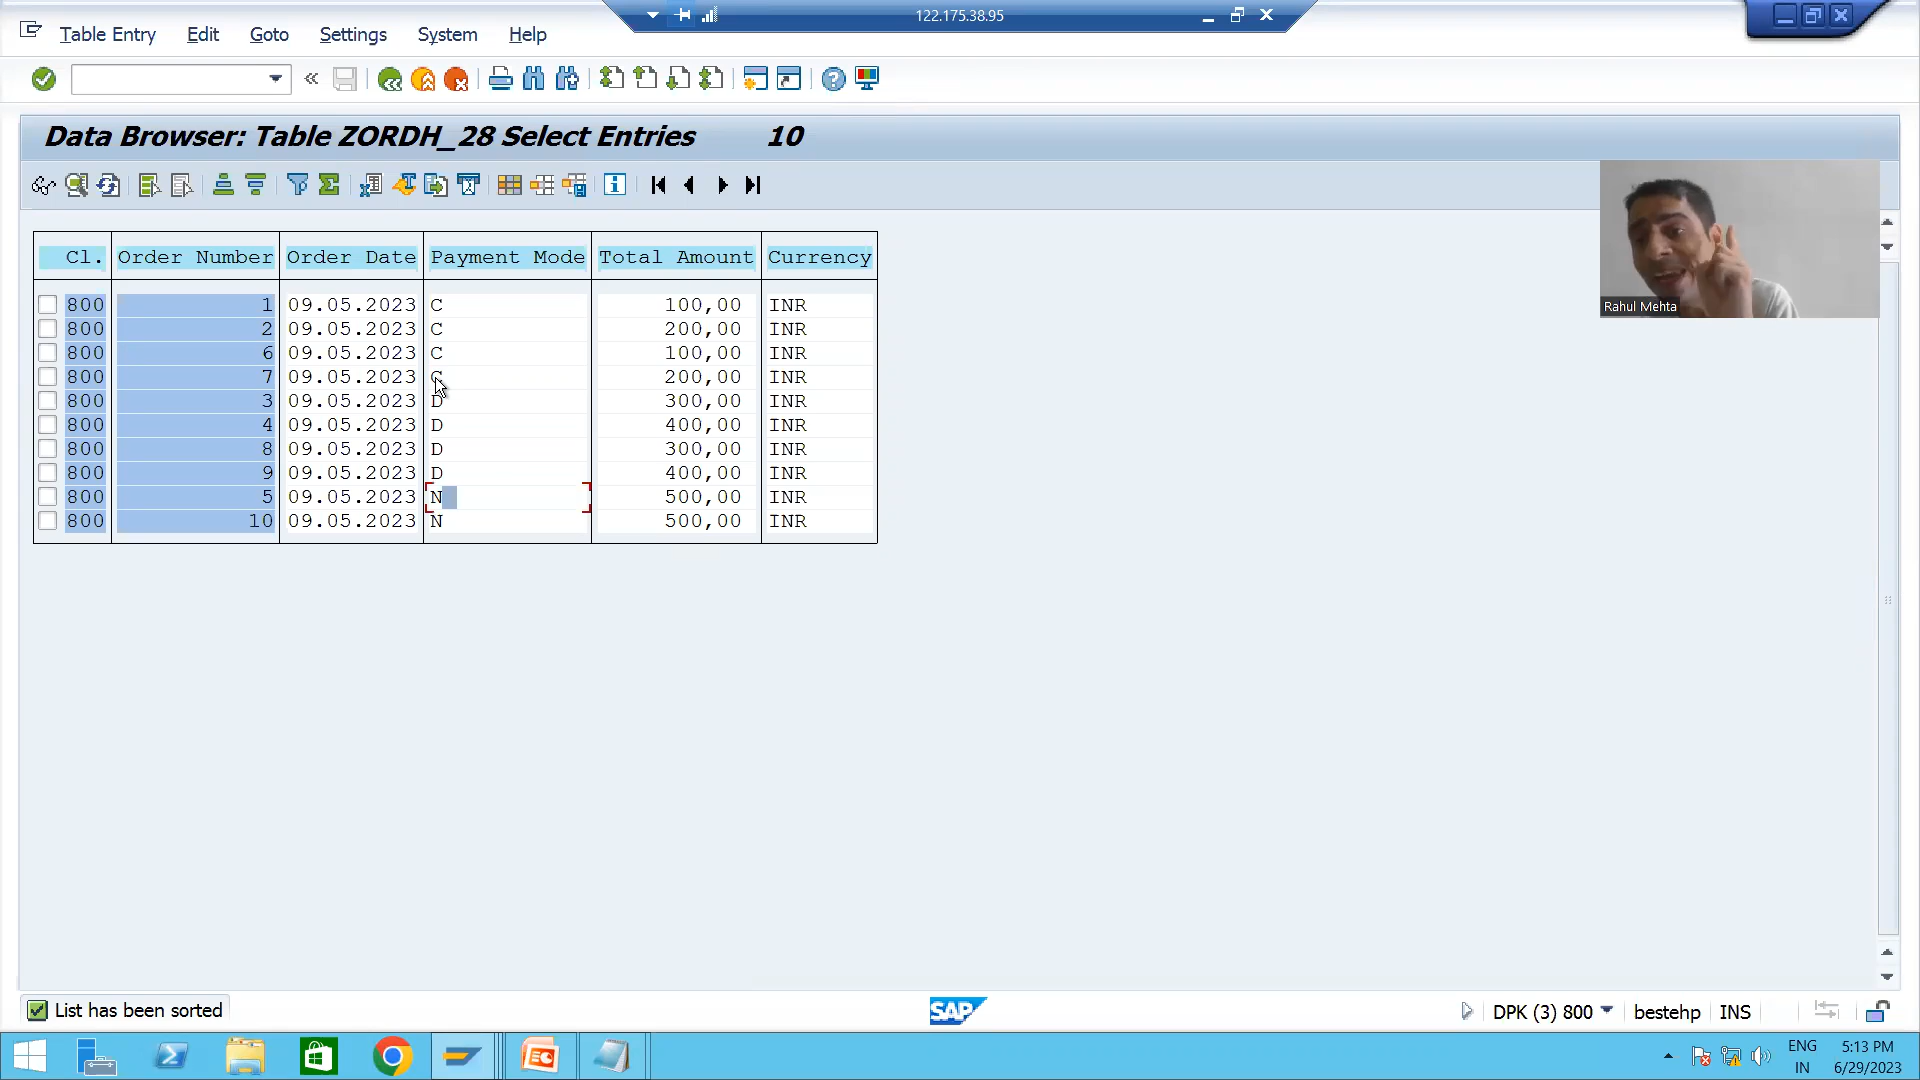 122.175.38.95
Table Entry Edit Goto Settings System Help
Data Browser: Table ZORDH_28 Select Entries 10
Cl. Order Number Order Date Payment Mode Total Amount Currency
800 1 09.05.2023 C 100,00 INR
800 2 09.05.2023 C 200,00 INR
800 6 09.05.2023 C 100,00 INR
800 7 09.05.2023 C 200,00 INR
800 3 09.05.2023 D 300,00 INR
800 4 09.05.2023 D 400,00 INR
800 8 09.05.2023 D 300,00 INR
800 9 09.05.2023 D 400,00 INR
800 5 09.05.2023 N 500,00 INR
800 10 09.05.2023 N 500,00 INR
Rahul Mehta
List has been sorted
SAP
DPK (3) 800 bestehp INS
ENG 5:13 PM
IN 6/29/2023